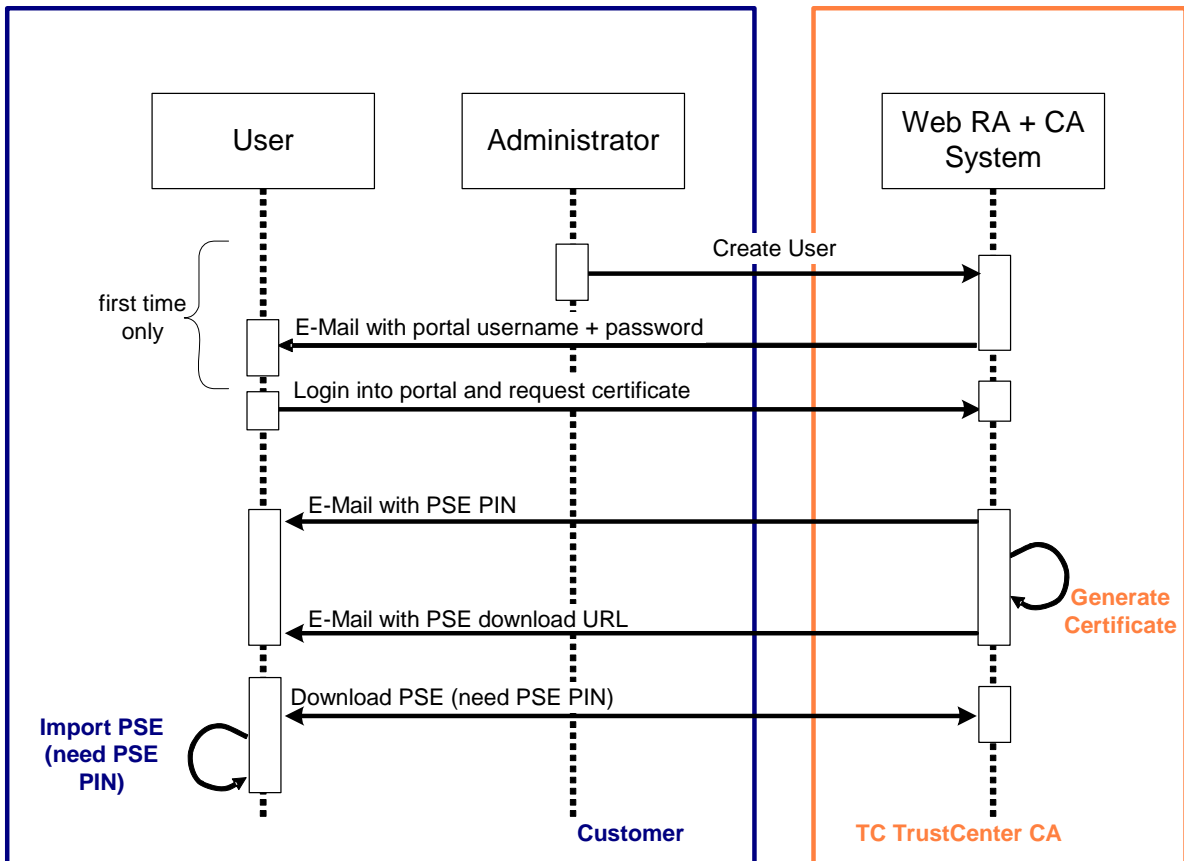 User
Administrator
Web RA + CA
System
Create User
first time
only
E-Mail with portal username + password
Login into portal and request certificate
E-Mail with PSE PIN
Generate
Certificate
E-Mail with PSE download URL
Download PSE (need PSE PIN)
Import PSE
(need PSE
PIN)
Customer
TC TrustCenter CA